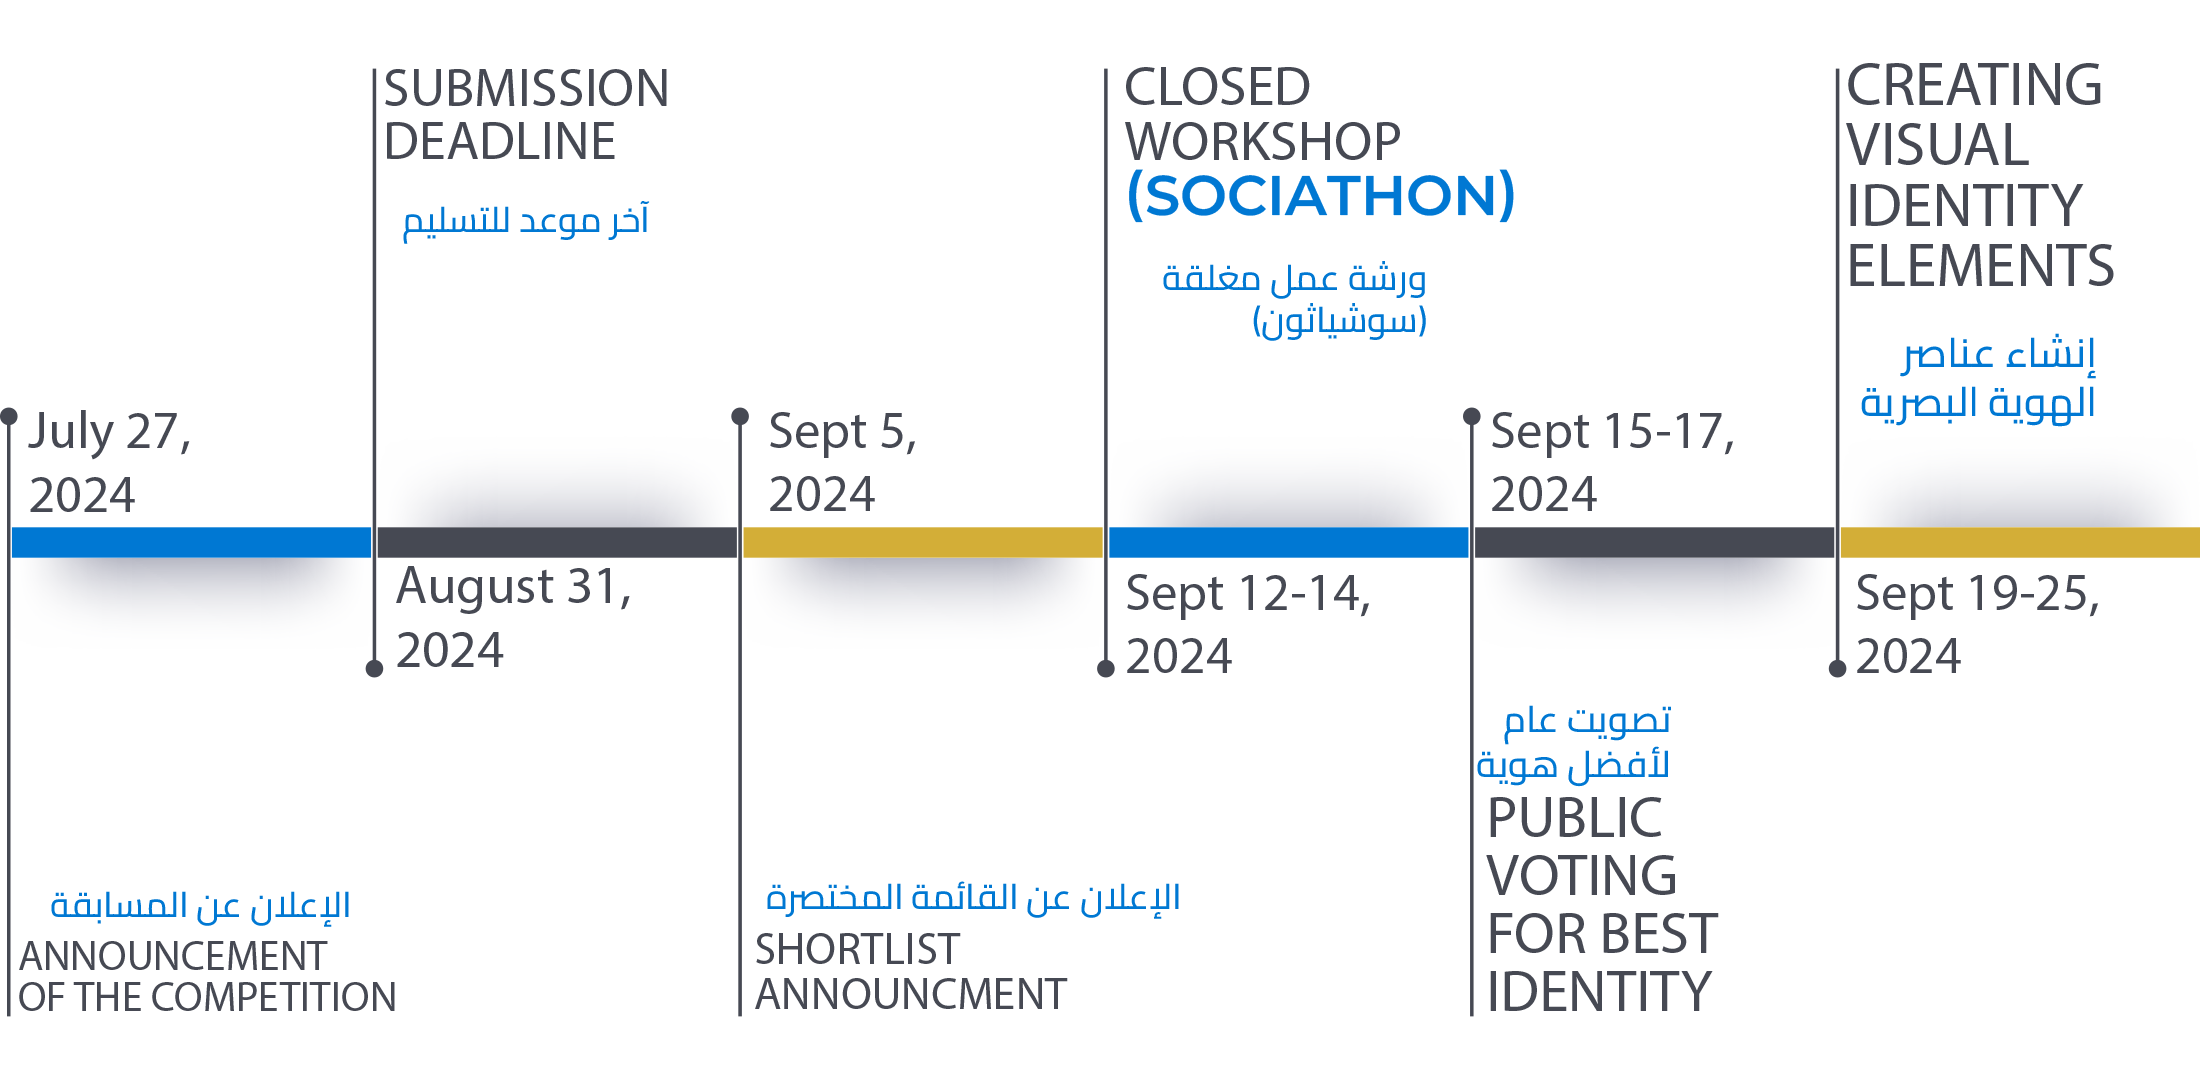 July 27,
2024
الإعلان عن المسابقة
ANNOUNCEMENT
OF THE COMPETITION
SUBMISSION
DEADLINE
آخر موعد للتسليم
August 31,
2024
Sept 5,
2024
الإعلان عن القائمة المختصرة
SHORTLIST
ANNOUNCMENT
CLOSED
WORKSHOP
(SOCIATHON)
ورشة عمل مغلقة
(سوشياثون)
Sept 12-14,
2024
Sept 15-17,
2024
تصويت عام
لأفضل هوية
PUBLIC
VOTING
FOR BEST
IDENTITY
CREATING
VISUAL
IDENTITY
ELEMENTS
إنشاء عناصر
الهوية البصرية
Sept 19-25,
2024